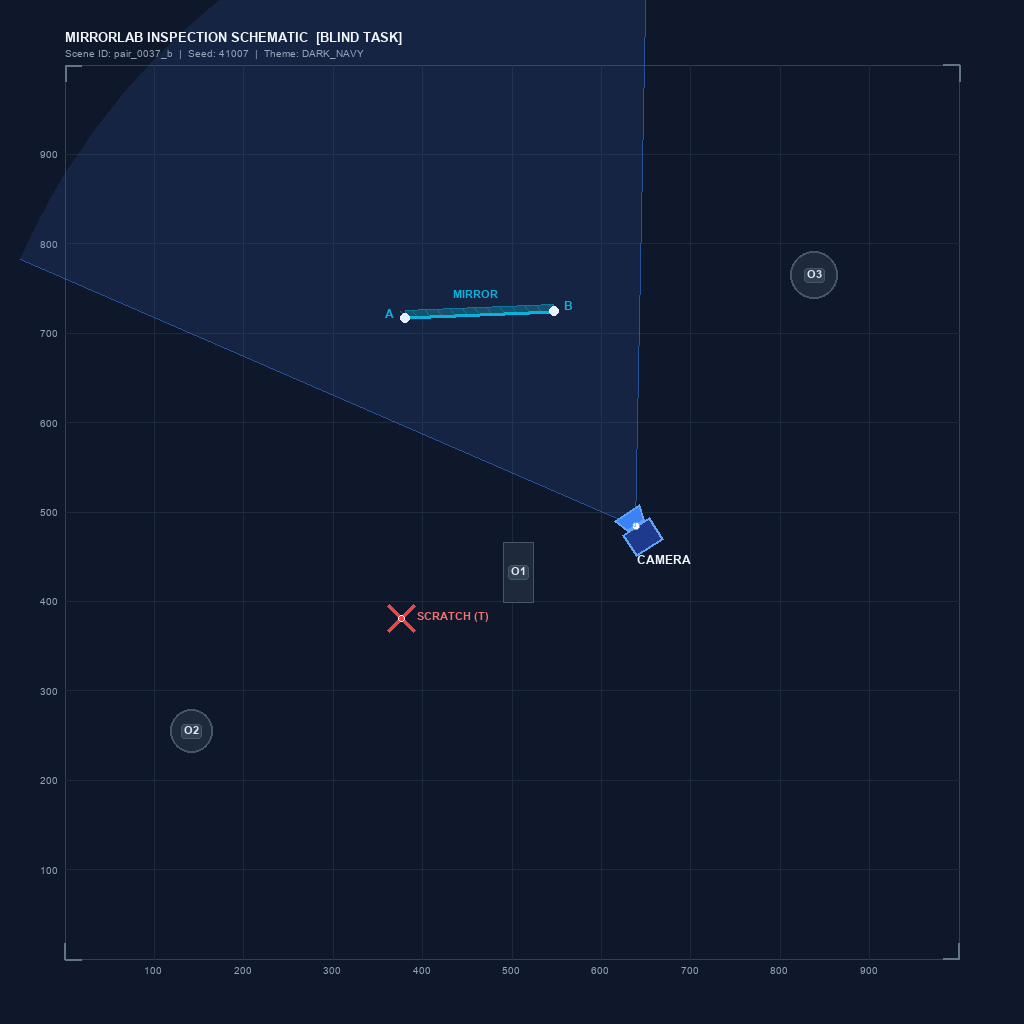 MIRRORLAB INSPECTION SCHEMATIC [BLIND TASK]
Scene ID: pair_0037_b | Seed: 41007 | Theme: DARK_NAVY
900
800
700
600
500
400
300
200
100
MIRROR
A
B
O3
CAMERA
O1
SCRATCH (T)
O2
100
200
300
400
500
600
700
800
900